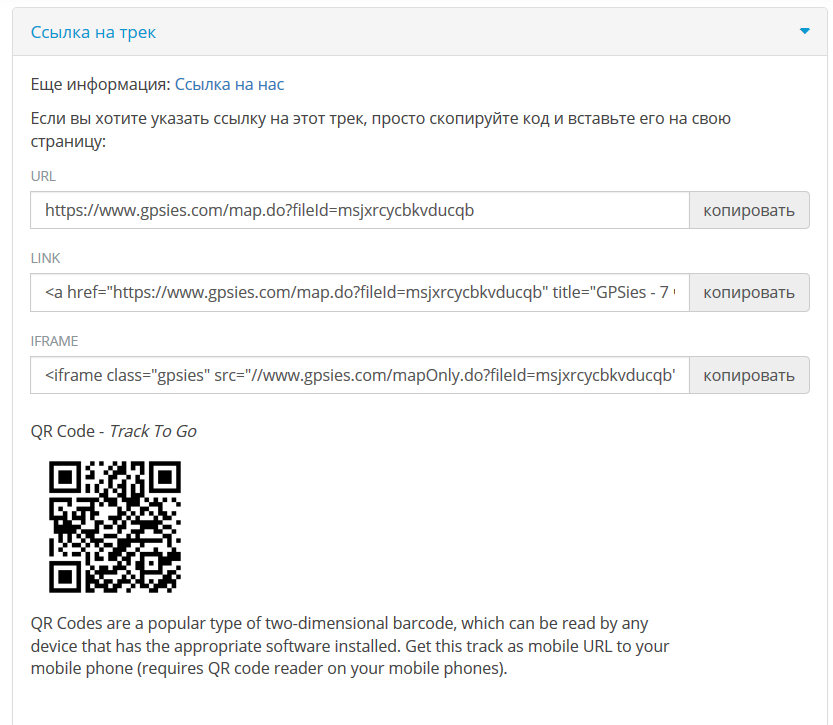 Ссылка на трек
Еще информация: Ссылка на нас
Если вы хотите указать ссылку на этот трек, просто скопируйте код и вставьте его на свою
страницу:
URL
https://www.gpsies.com/map.do?fileId=msjxrcycbkvducqb
копировать
LINK
<a href="https://www.gpsies.com/map.do?fileId=msjxrcycbkvducqb" title="GPSies - 7
копировать
IFRAME
<iframe class="gpsies" src="//www.gpsies.com/mapOnly.do?fileId=msjxrcycbkvducqb"
копировать
QR Code - Track To Go
QR Codes are a popular type of two-dimensional barcode, which can be read by any
device that has the appropriate software installed. Get this track as mobile URL to your
mobile phone (requires QR code reader on your mobile phones).